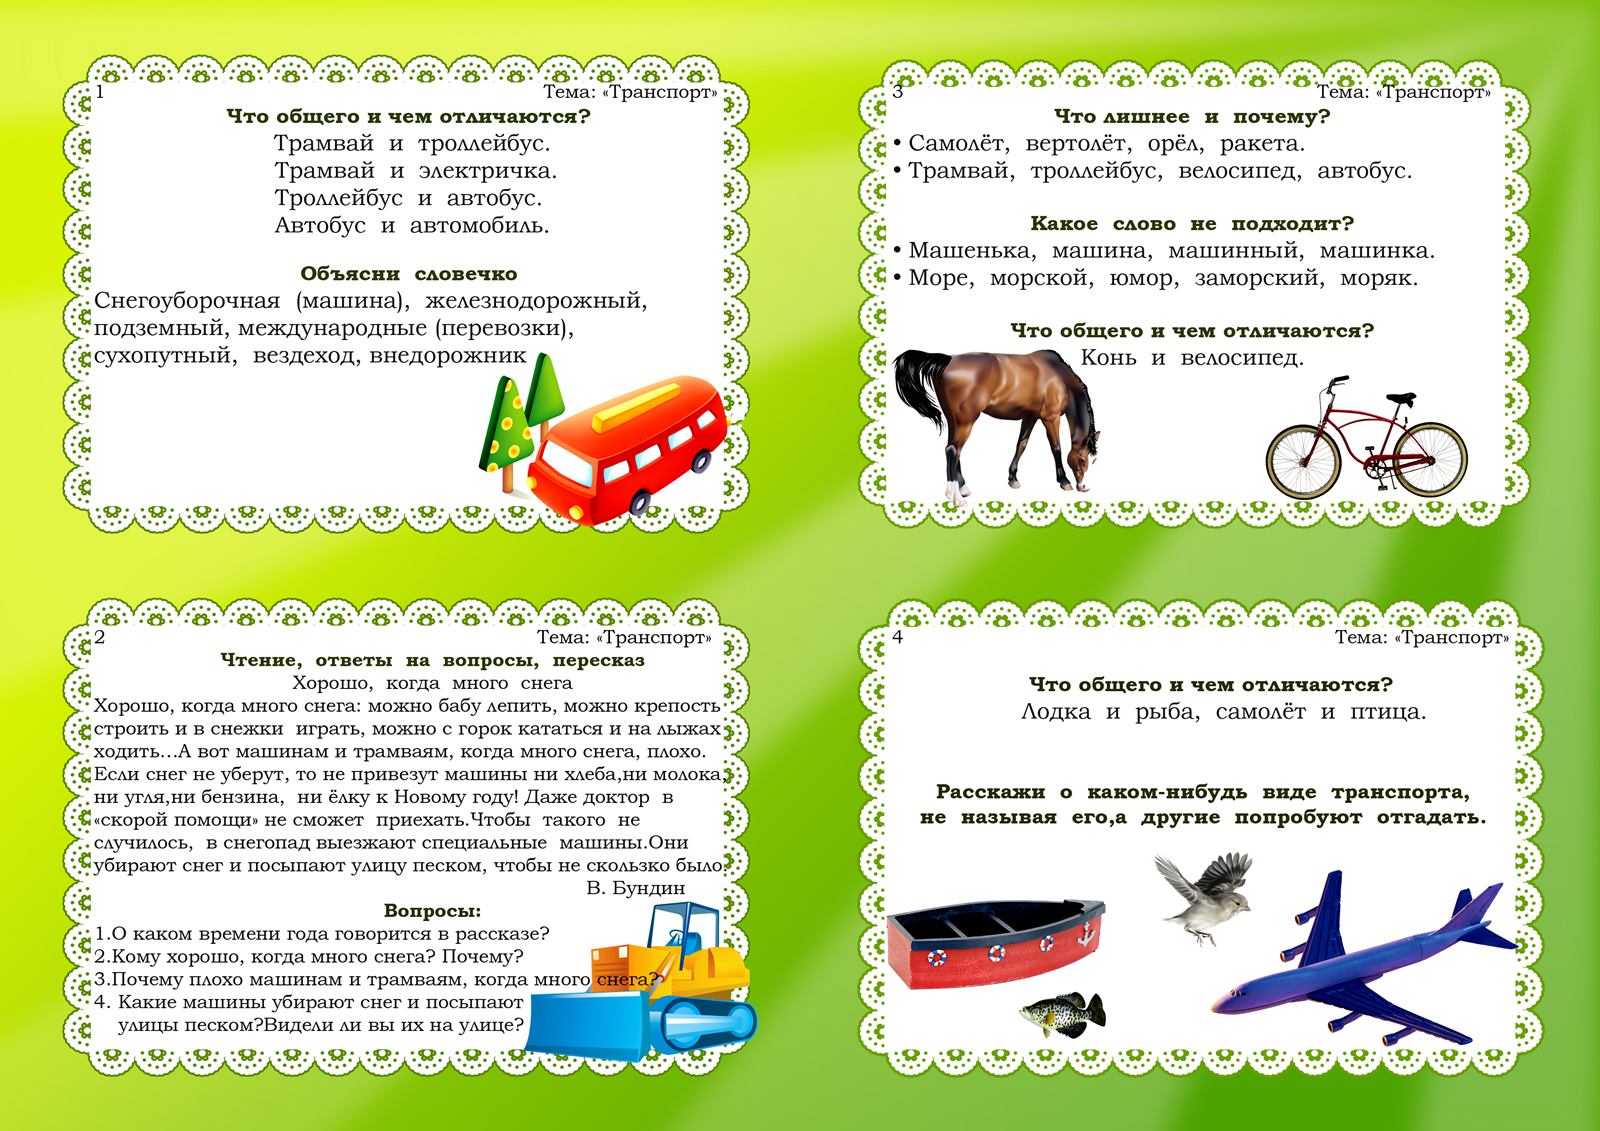 1
Тема: «Транспорт»
Что общего и чем отличаются?
Трамвай и троллейбус.
Трамвай и электричка.
Троллейбус и автобус.
Автобус и автомобиль.
Объясни словечко
Снегоуборочная (машина), железнодорожный,
подземный, международные (перевозки),
сухопутный, вездеход, внедорожник
3
Тема: «Транспорт»
Что лишнее и почему?
• Самолёт, вертолёт, орёл, ракета.
• Трамвай, троллейбус, велосипед, автобус.
Какое слово не подходит?
• Машенька, машина, машинный, машинка.
• Море, морской, юмор, заморский, моряк.
Что общего и чем отличаются?
Конь и велосипед.
2
Тема: «Транспорт»
Чтение, ответы на вопросы, пересказ
Хорошо, когда много снега
Хорошо, когда много снега: можно бабу лепить, можно крепость
строить и в снежки играть, можно с горок кататься и на лыжах
ходить...А вот машинам и трамваям, когда много снега, плохо.
Если снег не уберут, то не привезут машины ни хлеба,ни молока,
ни угля,ни бензина, ни ёлку к Новому году! Даже доктор в
«скорой помощи» не сможет приехать.Чтобы такого не
случилось, в снегопад выезжают специальные машины.Они
убирают снег и посыпают улицу песком, чтобы не скользко было.
В. Бундин
Вопросы:
1.О каком времени года говорится в рассказе?
2.Кому хорошо, когда много снега? Почему?
3.Почему плохо машинам и трамваям, когда много снега?
4. Какие машины убирают снег и посыпают
улицы песком?Видели ли вы их на улице?
4
Тема: «Транспорт»
Что общего и чем отличаются?
Лодка и рыба, самолёт и птица.
Расскажи о каком-нибудь виде транспорта,
не называя его,а другие попробуют отгадать.